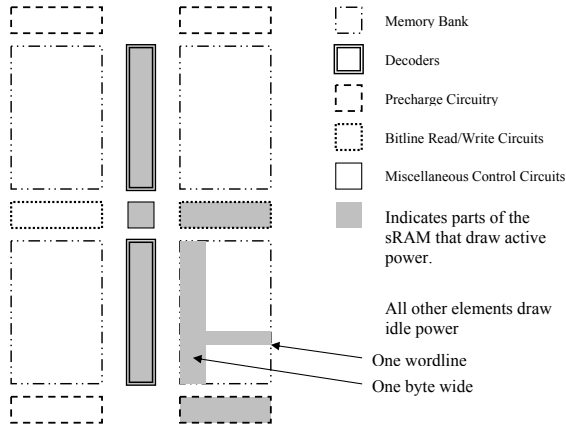 Memory Bank
Decoders
Precharge Circuitry
Bitline Read/Write Circuits
Miscellaneous Control Circuits
Indicates parts of the
sRAM that draw active
power.
All other elements draw
idle power
One wordline
One byte wide